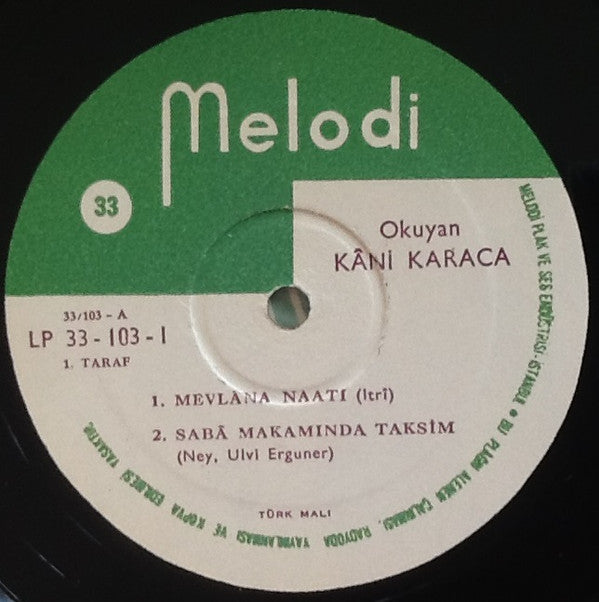 Melodi
33
Okuyan
KÂNİ KARACA
33/103 - A
LP 33-103-1
1. TARAF
1. MEVLÂNA NAATI (Itrî)
2. SABÂ MAKAMINDA TAKSİM
(Ney, Ulvi Erguner)
TÜRK MALI
MELODİ PLAK VE SES ENDÜSTRİSİ-İSTANBUL • BU PLAĞIN ALENEN ÇALINMASI, RADYODA YAYINLANMASI VE KOPYA EDİLMESİ YASAKTIR.